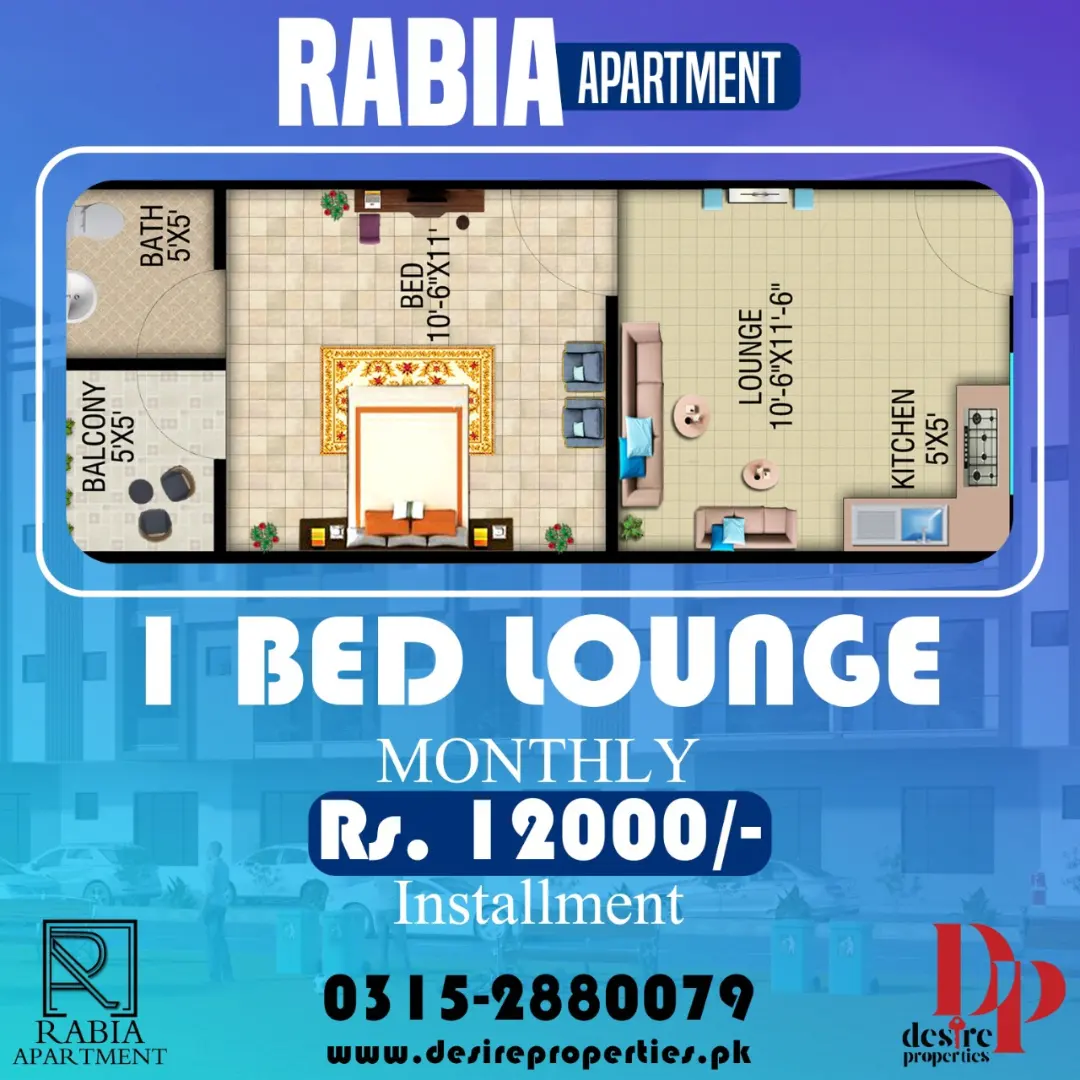 RABIA
APARTMENT
BATH
5'X5'
BED
10'-6"X11'
LOUNGE
10'-6"X11'-6"
BALCONY
5'X5'
KITCHEN
5'X5'
1 BED LOUNGE
MONTHLY
Rs. 12000/-
Installment
RABIA
APARTMENT
0315-2880079
www.desireproperties.pk
DP
desire
properties